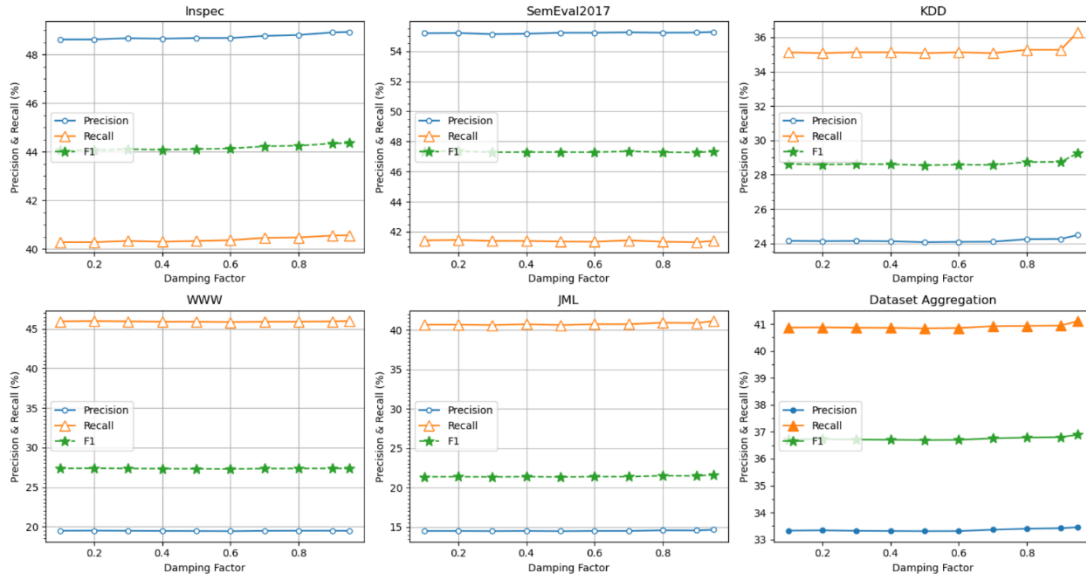 Inspec
Precision & Recall (%)
48
46
44
42
40
Precision
Recall
F1
0.2 0.4 0.6 0.8
Damping Factor
SemEval2017
Precision & Recall (%)
54
52
50
48
46
44
42
Precision
Recall
F1
0.2 0.4 0.6 0.8
Damping Factor
KDD
Precision & Recall (%)
36
34
32
30
28
26
24
Precision
Recall
F1
0.2 0.4 0.6 0.8
Damping Factor
WWW
Precision & Recall (%)
45
40
35
30
25
20
Precision
Recall
F1
0.2 0.4 0.6 0.8
Damping Factor
JML
Precision & Recall (%)
40
35
30
25
20
15
Precision
Recall
F1
0.2 0.4 0.6 0.8
Damping Factor
Dataset Aggregation
Precision & Recall (%)
41
40
39
38
37
36
35
34
33
Precision
Recall
F1
0.2 0.4 0.6 0.8
Damping Factor